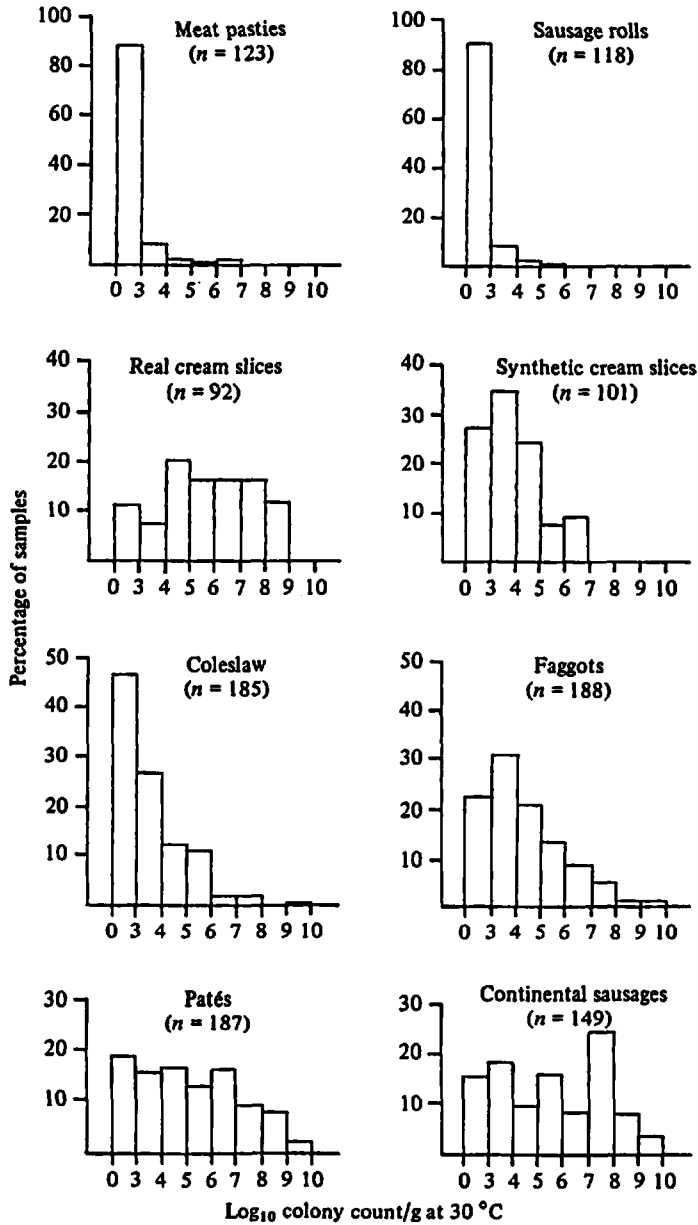 Meat pasties
(n = 123)
100
80
60
40
20
0 3 4 5 6 7 8 9 10
Sausage rolls
(n = 118)
100
80
60
40
20
0 3 4 5 6 7 8 9 10
Real cream slices
(n = 92)
40
30
20
10
0 3 4 5 6 7 8 9 10
Synthetic cream slices
(n = 101)
40
30
20
10
0 3 4 5 6 7 8 9 10
Percentage of samples
Coleslaw
(n = 185)
50
40
30
20
10
0 3 4 5 6 7 8 9 10
Faggots
(n = 188)
50
40
30
20
10
0 3 4 5 6 7 8 9 10
Patés
(n = 187)
30
20
10
0 3 4 5 6 7 8 9 10
Continental sausages
(n = 149)
30
20
10
0 3 4 5 6 7 8 9 10
Log₁₀ colony count/g at 30 °C